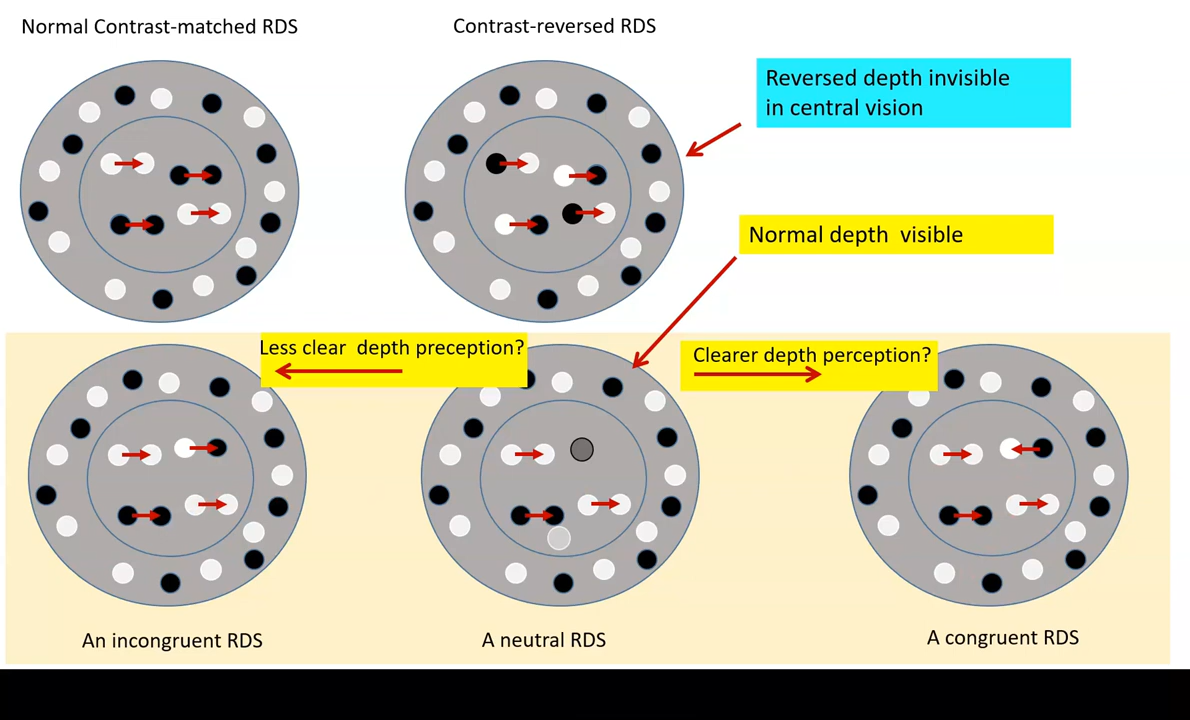 Normal Contrast-matched RDS
Contrast-reversed RDS
Reversed depth invisible
in central vision
Normal depth  visible
Less clear  depth preception?
Clearer depth perception?
An incongruent RDS
A neutral RDS
A congruent RDS